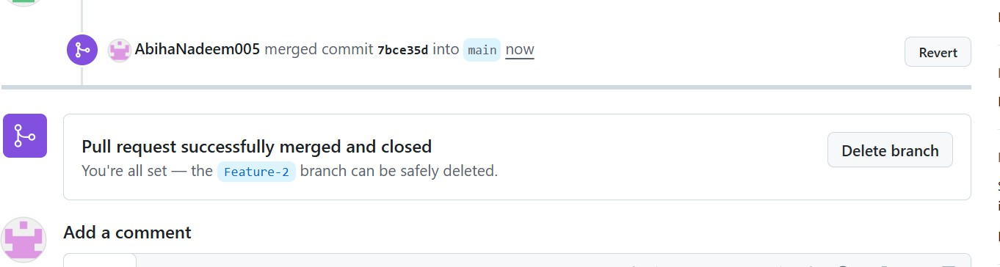 AbihaNadeem005 merged commit 7bce35d into main now
Revert
Pull request successfully merged and closed
You're all set — the Feature-2 branch can be safely deleted.
Delete branch
Add a comment